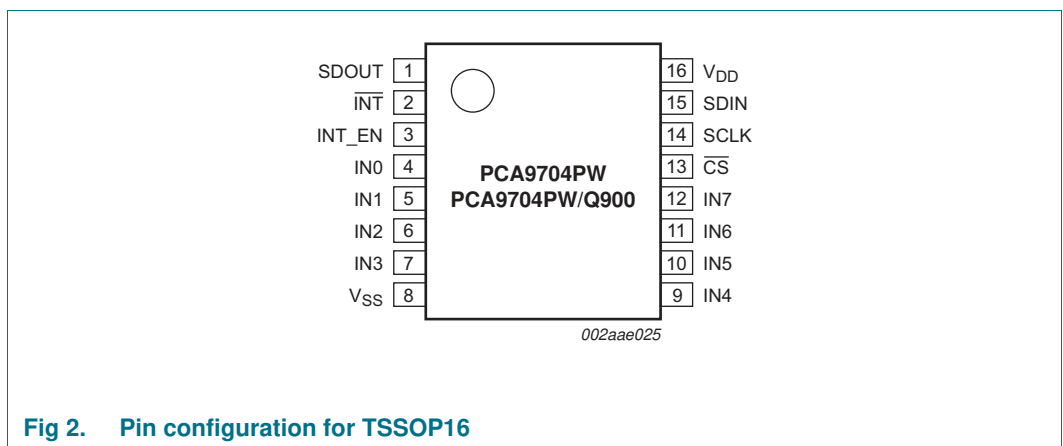 SDOUT 1
INT 2
INT_EN 3
IN0 4
IN1 5
IN2 6
IN3 7
VSS 8
PCA9704PW
PCA9704PW/Q900
16 VDD
15 SDIN
14 SCLK
13 CS
12 IN7
11 IN6
10 IN5
9 IN4
002aae025
Fig 2. Pin configuration for TSSOP16